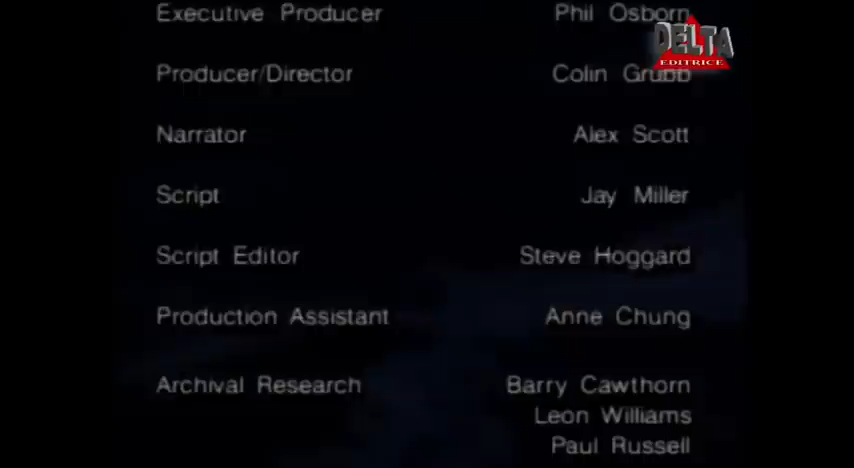 Executive Producer Phil Osborn
DELTA
EDITRICE
Producer/Director Colin Grubb
Narrator Alex Scott
Script Jay Miller
Script Editor Steve Hoggard
Production Assistant Anne Chung
Archival Research Barry Cawthorn
Leon Williams
Paul Russell